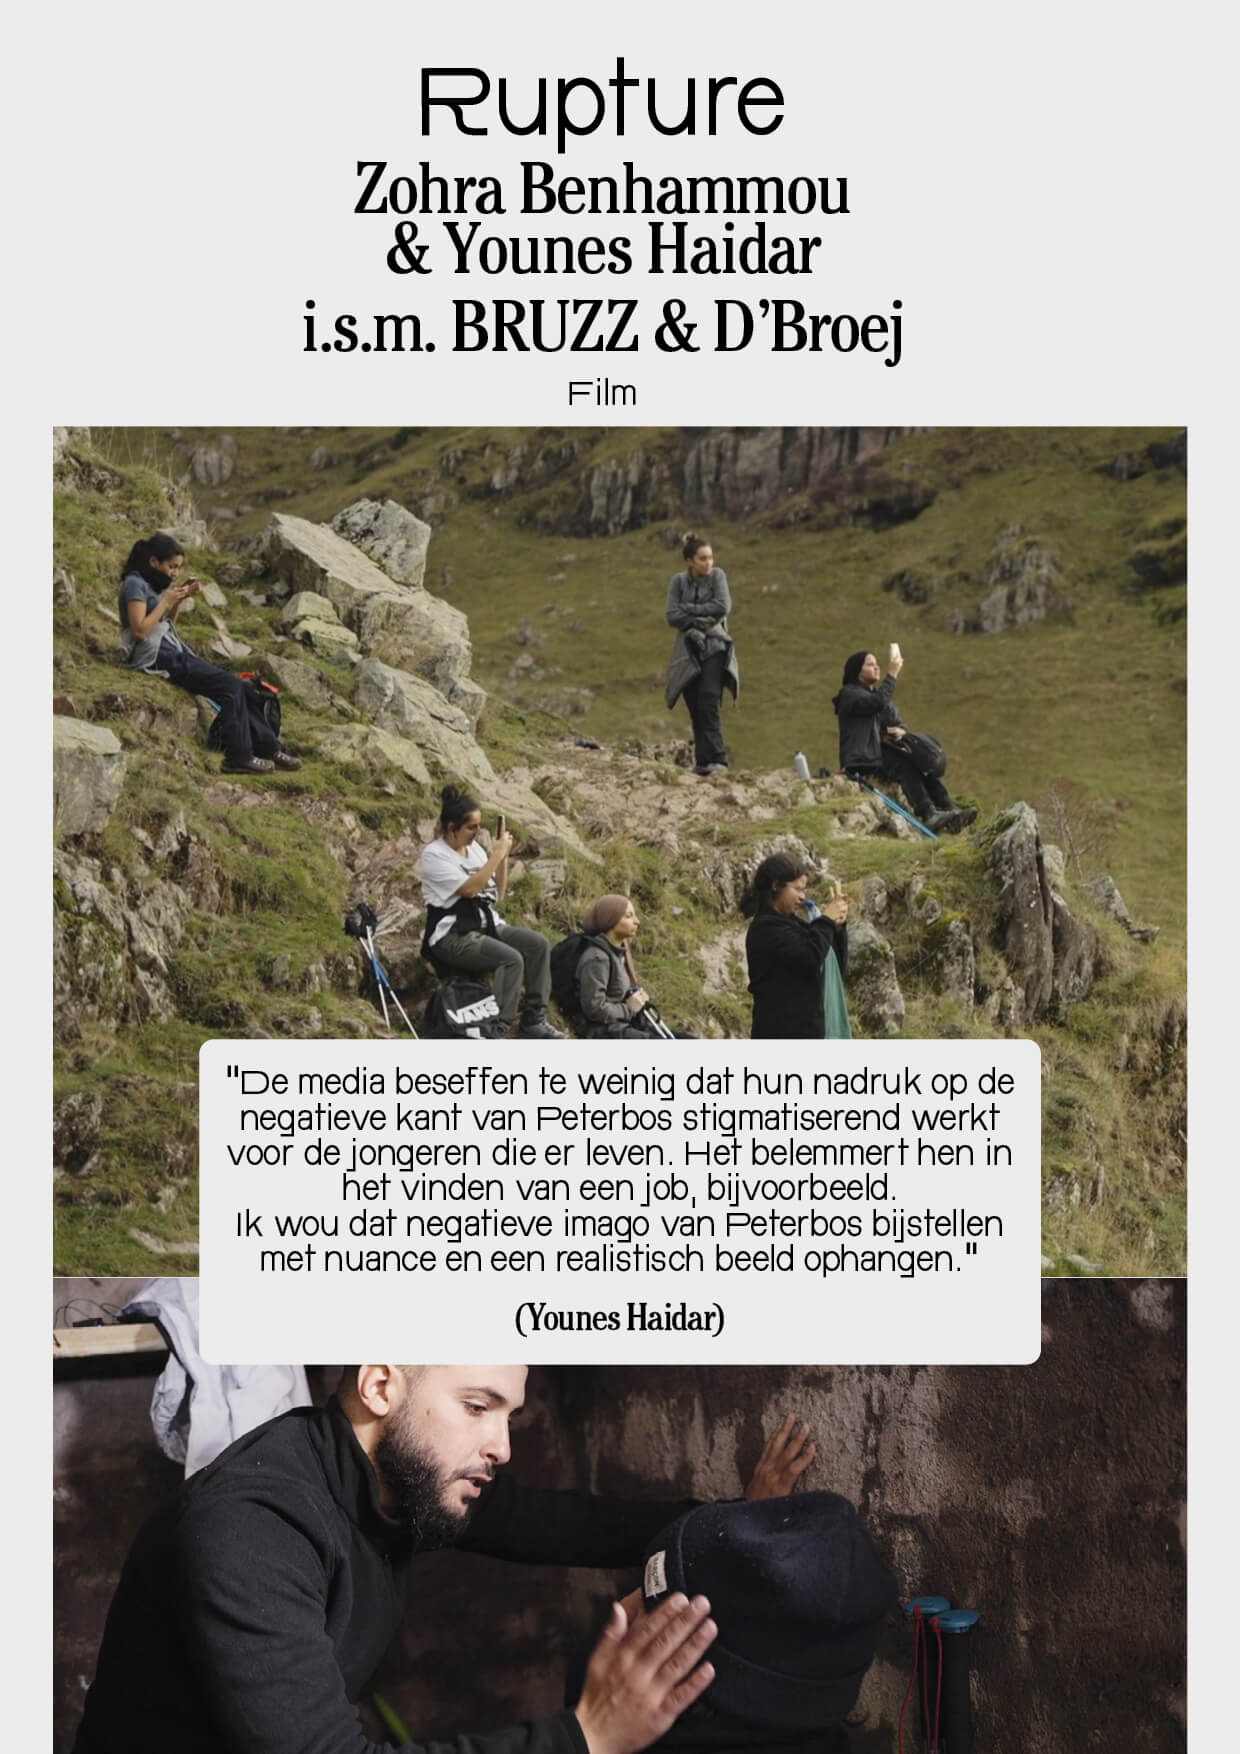 Rupture
Zohra Benhammou
& Younes Haidar
i.s.m. BRUZZ & D’Broej
Film
VANS
"De media beseffen te weinig dat hun nadruk op de
negatieve kant van Peterbos stigmatiserend werkt
voor de jongeren die er leven. Het belemmert hen in
het vinden van een job, bijvoorbeeld.
Ik wou dat negatieve imago van Peterbos bijstellen
met nuance en een realistisch beeld ophangen."
(Younes Haidar)